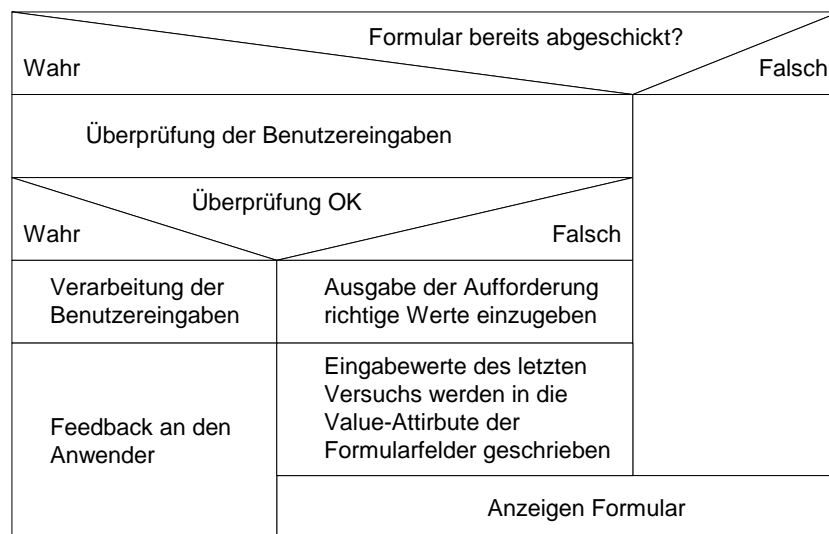 Formular bereits abgeschickt?
Wahr
Falsch
Überprüfung der Benutzereingaben
Überprüfung OK
Wahr
Falsch
Verarbeitung der
Benutzereingaben
Ausgabe der Aufforderung
richtige Werte einzugeben
Eingabewerte des letzten
Versuchs werden in die
Value-Attirbute der
Formularfelder geschrieben
Feedback an den
Anwender
Anzeigen Formular